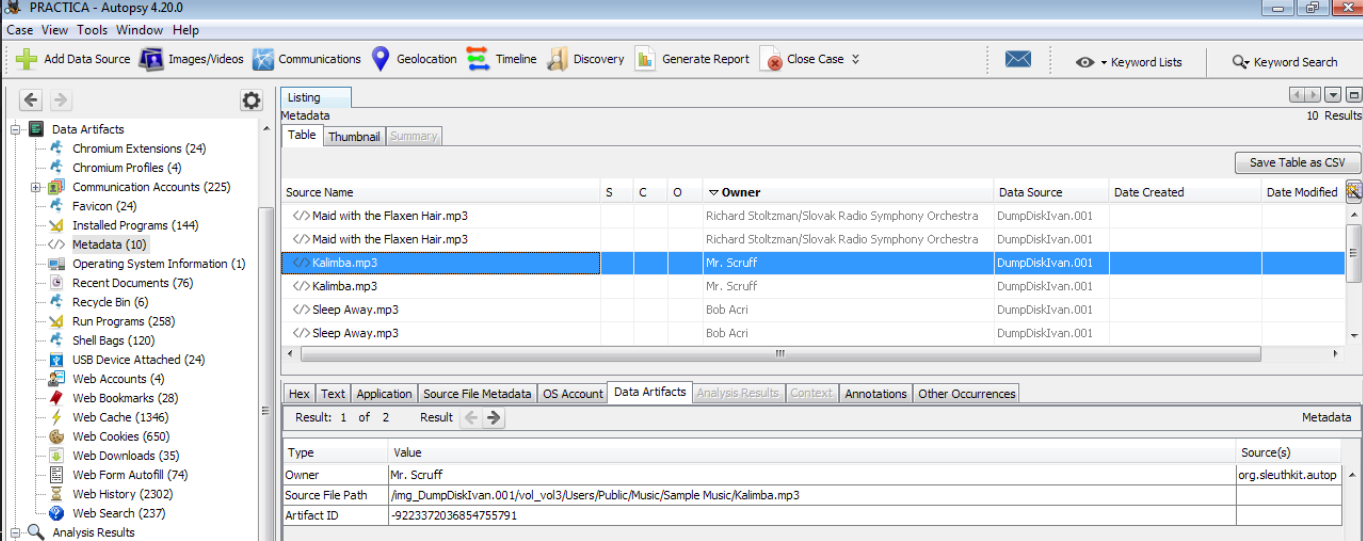 PRACTICA - Autopsy 4.20.0
Case View Tools Window Help
Add Data Source Images/Videos Communications Geolocation Timeline Discovery Generate Report Close Case Keyword Lists Keyword Search
Data Artifacts
Chromium Extensions (24)
Chromium Profiles (4)
Communication Accounts (225)
Favicon (24)
Installed Programs (144)
Metadata (10)
Operating System Information (1)
Recent Documents (76)
Recycle Bin (6)
Run Programs (258)
Shell Bags (120)
USB Device Attached (24)
Web Accounts (4)
Web Bookmarks (28)
Web Cache (1346)
Web Cookies (650)
Web Downloads (35)
Web Form Autofill (74)
Web History (2302)
Web Search (237)
Analysis Results
Listing
Metadata 10 Results
Table Thumbnail Summary
Save Table as CSV
Source Name S C O Owner Data Source Date Created Date Modified
Maid with the Flaxen Hair.mp3 Richard Stoltzman/Slovak Radio Symphony Orchestra DumpDiskIvan.001
Maid with the Flaxen Hair.mp3 Richard Stoltzman/Slovak Radio Symphony Orchestra DumpDiskIvan.001
Kalimba.mp3 Mr. Scruff DumpDiskIvan.001
Kalimba.mp3 Mr. Scruff DumpDiskIvan.001
Sleep Away.mp3 Bob Acri DumpDiskIvan.001
Sleep Away.mp3 Bob Acri DumpDiskIvan.001
Hex Text Application Source File Metadata OS Account Data Artifacts Analysis Results Context Annotations Other Occurrences
Result: 1 of 2 Result Metadata
Type Value Source(s)
Owner Mr. Scruff org.sleuthkit.autop
Source File Path /img_DumpDiskIvan.001/vol_vol3/Users/Public/Music/Sample Music/Kalimba.mp3
Artifact ID -9223372036854755791